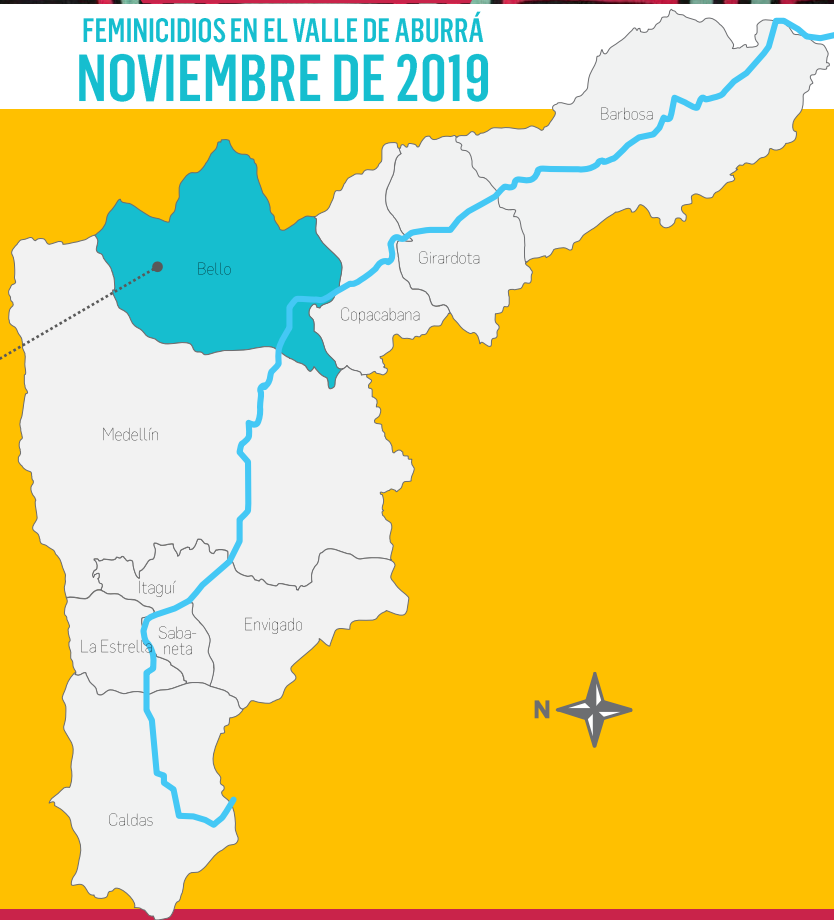 FEMINICIDIOS EN EL VALLE DE ABURRÁ
NOVIEMBRE DE 2019
Barbosa
Girardota
Bello
Copacabana
Medellín
Itaguí
Envigado
Saba-
neta
La Estrella
N
Caldas